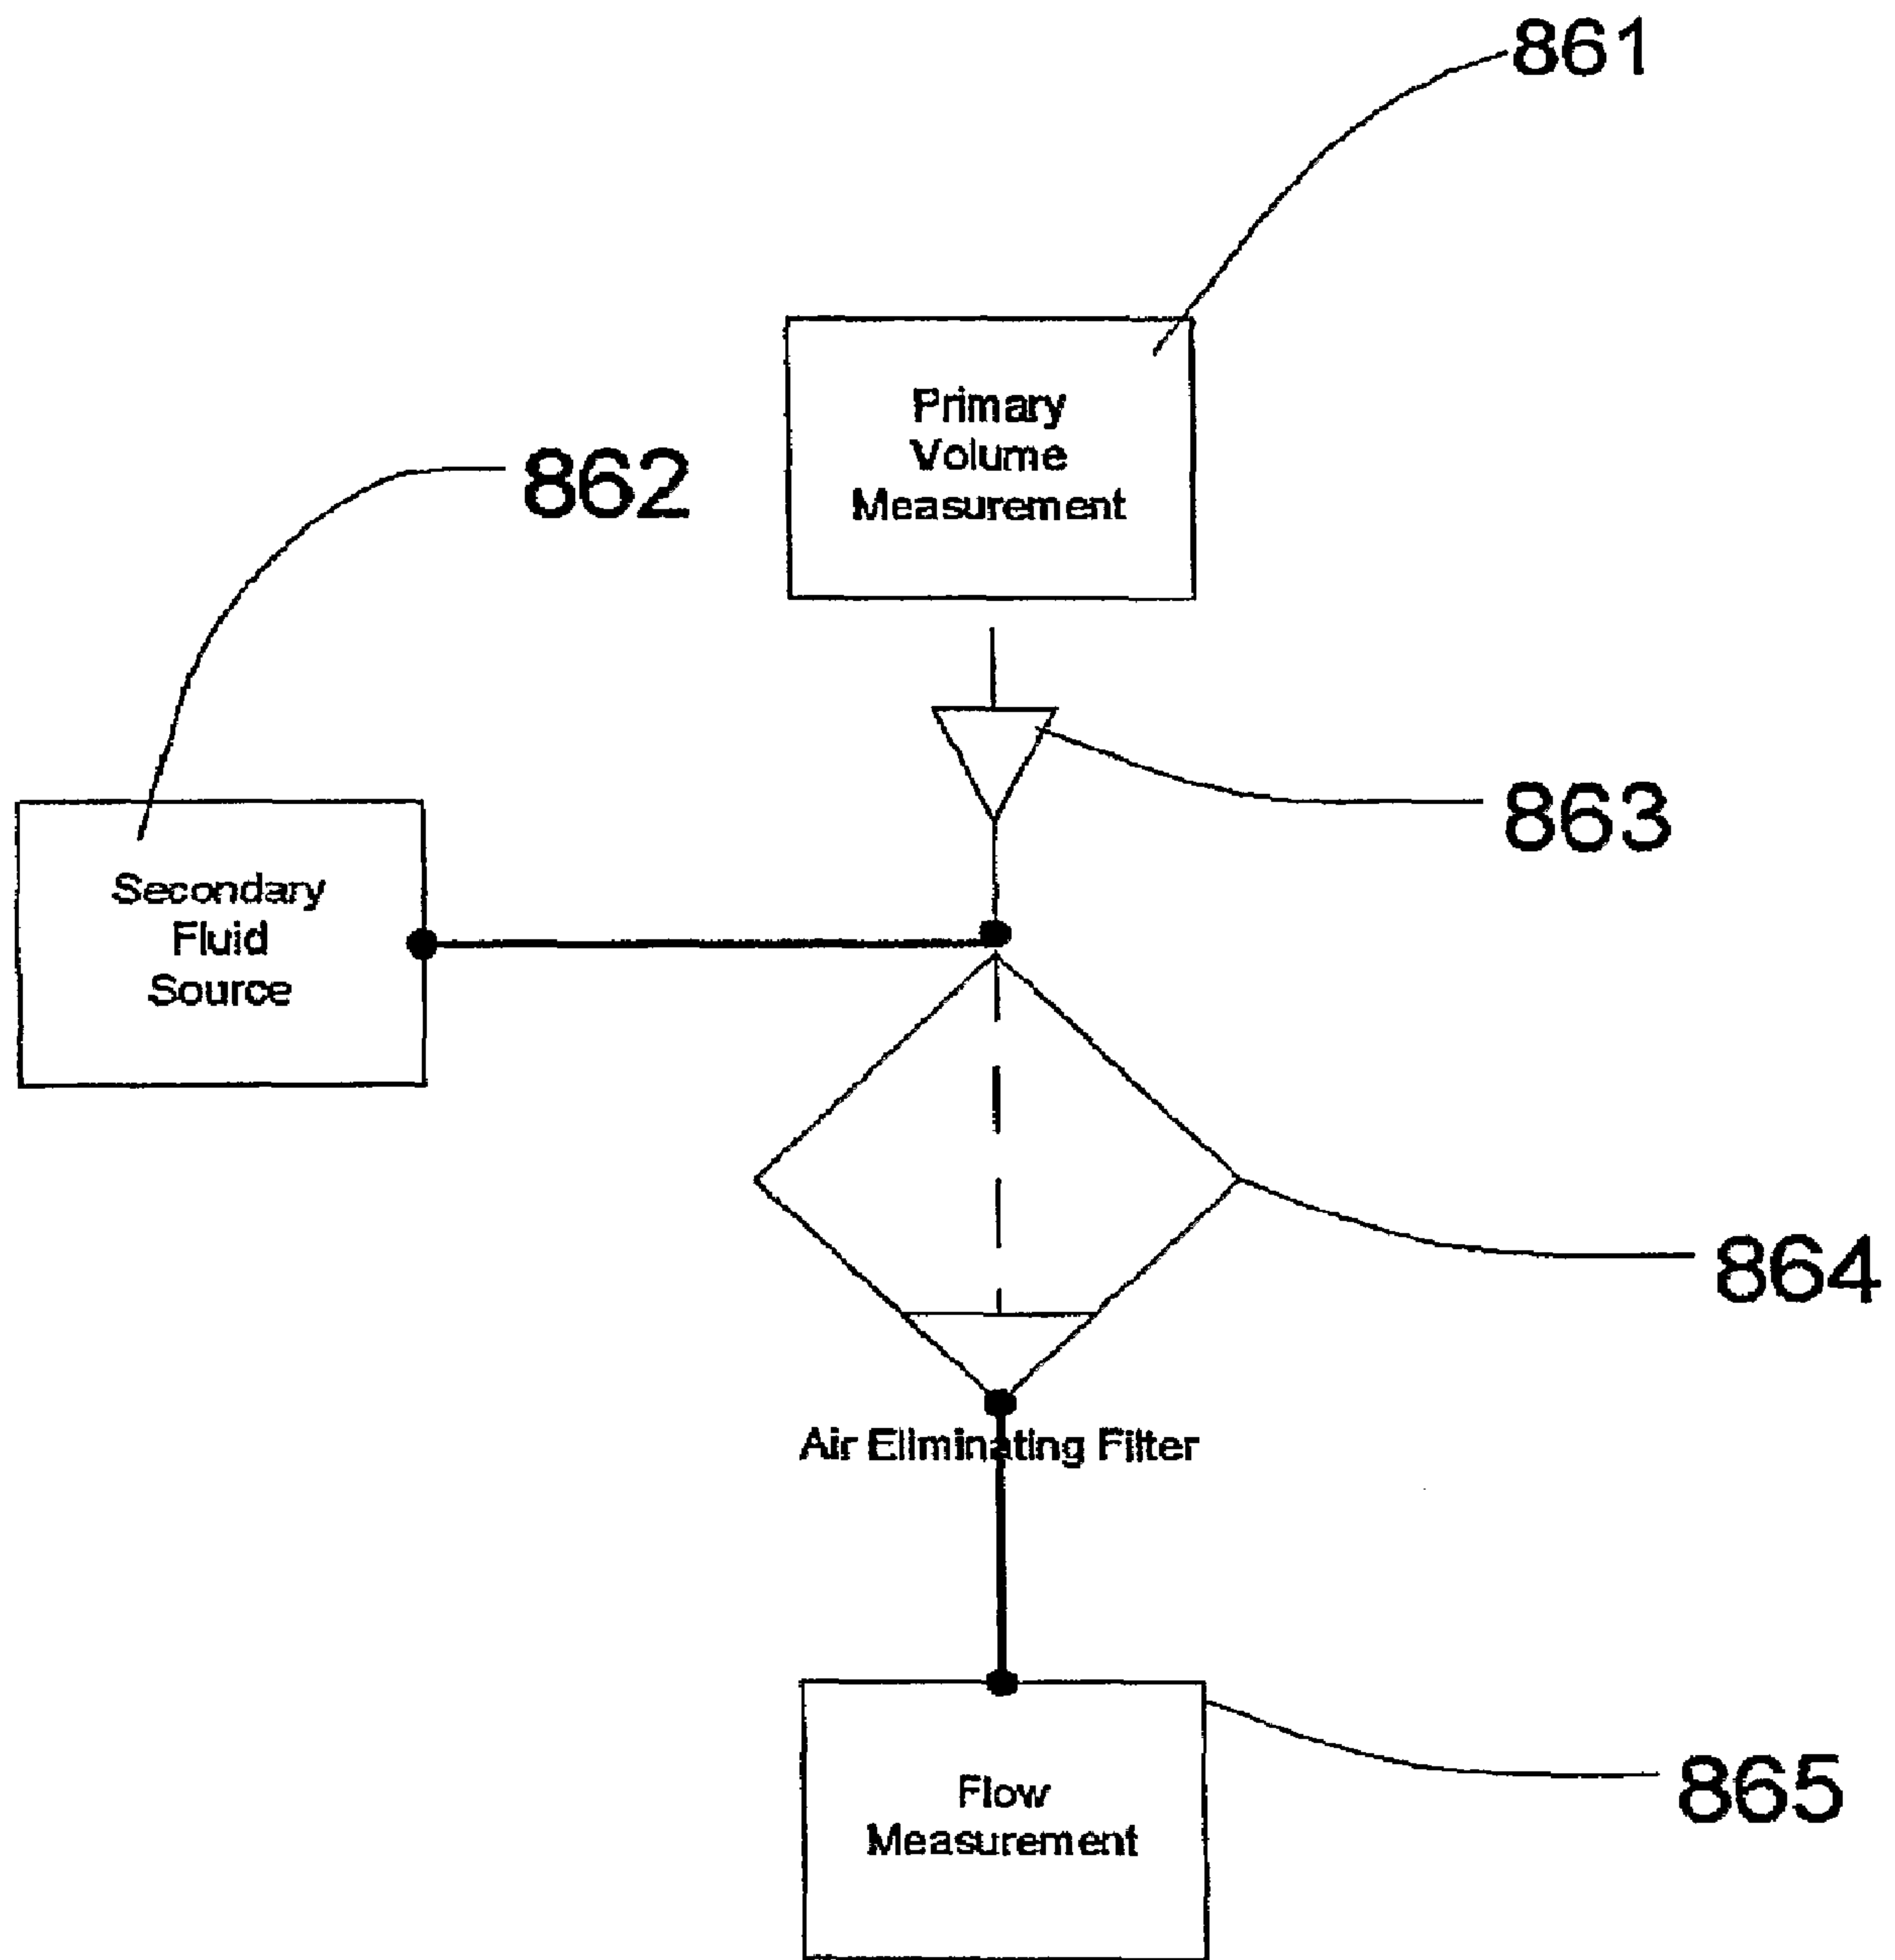 861
Primary
Volume
Measurement
862
863
Secondary
Fluid
Source
864
Air Eliminating Filter
865
Flow
Measurement